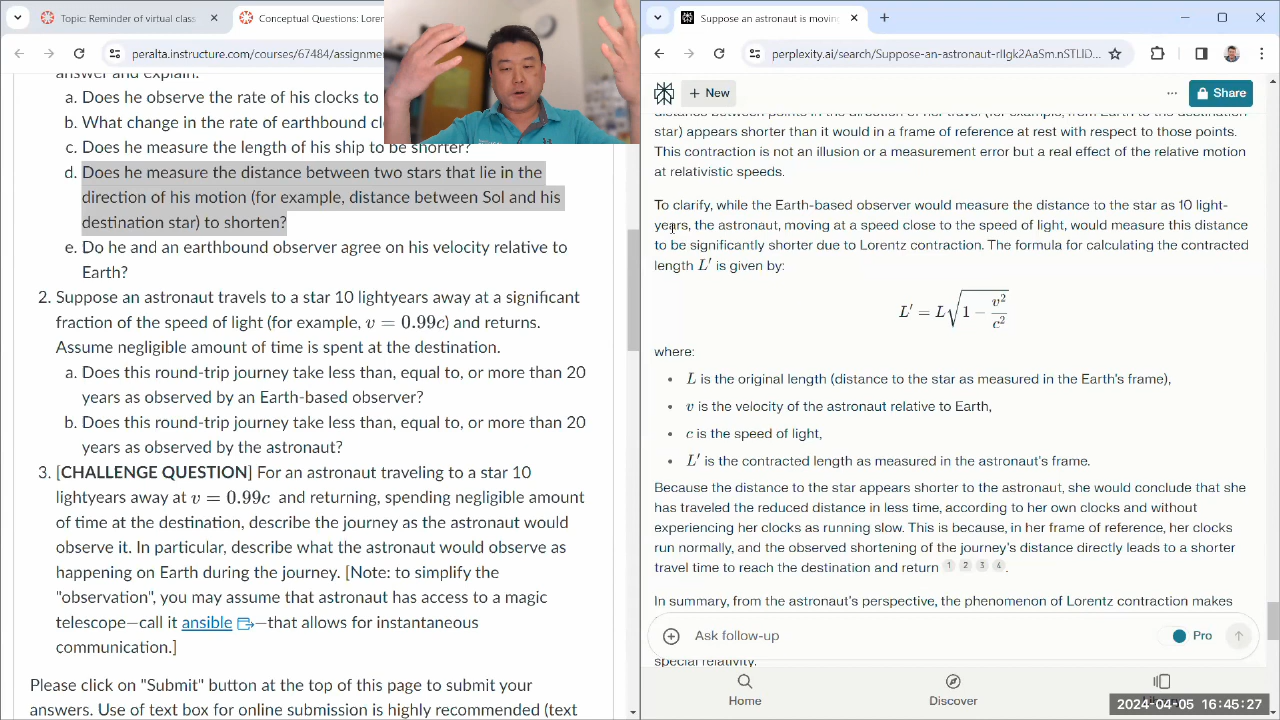 Topic: Reminder of virtual class
Conceptual Questions: Loren
peralta.instructure.com/courses/67484/assignme
answer and explain.
a. Does he observe the rate of his clocks to
b. What change in the rate of earthbound cl
c. Does he measure the length of his ship to be shorter?
d. Does he measure the distance between two stars that lie in the
direction of his motion (for example, distance between Sol and his
destination star) to shorten?
e. Do he and an earthbound observer agree on his velocity relative to
Earth?
2. Suppose an astronaut travels to a star 10 lightyears away at a significant
fraction of the speed of light (for example, v = 0.99c) and returns.
Assume negligible amount of time is spent at the destination.
a. Does this round-trip journey take less than, equal to, or more than 20
years as observed by an Earth-based observer?
b. Does this round-trip journey take less than, equal to, or more than 20
years as observed by the astronaut?
3. [CHALLENGE QUESTION] For an astronaut traveling to a star 10
lightyears away at v = 0.99c and returning, spending negligible amount
of time at the destination, describe the journey as the astronaut would
observe it. In particular, describe what the astronaut would observe as
happening on Earth during the journey. [Note: to simplify the
"observation", you may assume that astronaut has access to a magic
telescope—call it ansible—that allows for instantaneous
communication.]
Please click on "Submit" button at the top of this page to submit your
answers. Use of text box for online submission is highly recommended (text
Suppose an astronaut is movin
perplexity.ai/search/Suppose-an-astronaut-rlIgk2AaSm.nSTLlD...
New
Share
distance between points in the direction of her travel (for example, from Earth to the destination
star) appears shorter than it would in a frame of reference at rest with respect to those points.
This contraction is not an illusion or a measurement error but a real effect of the relative motion
at relativistic speeds.
To clarify, while the Earth-based observer would measure the distance to the star as 10 light-
years, the astronaut, moving at a speed close to the speed of light, would measure this distance
to be significantly shorter due to Lorentz contraction. The formula for calculating the contracted
length L′ is given by:
L′ = L√(1 − v²/c²)
where:
• L is the original length (distance to the star as measured in the Earth's frame),
• v is the velocity of the astronaut relative to Earth,
• c is the speed of light,
• L′ is the contracted length as measured in the astronaut's frame.
Because the distance to the star appears shorter to the astronaut, she would conclude that she
has traveled the reduced distance in less time, according to her own clocks and without
experiencing her clocks as running slow. This is because, in her frame of reference, her clocks
run normally, and the observed shortening of the journey's distance directly leads to a shorter
travel time to reach the destination and return 1 2 3 4.
In summary, from the astronaut's perspective, the phenomenon of Lorentz contraction makes
Ask follow-up
Pro
special relativity.
Home
Discover
2024-04-05 16:45:27